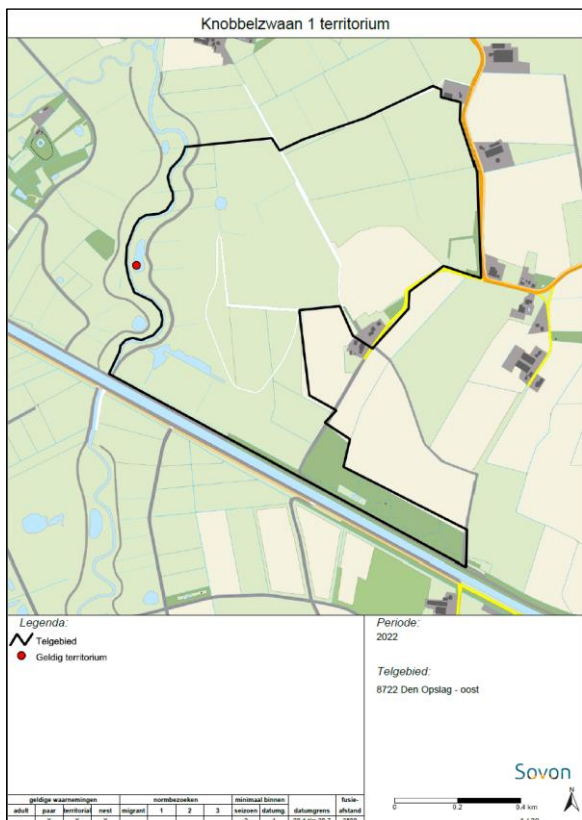 Knobbelzwaan 1 territorium
Legenda:
Telgebied
Geldig territorium
Periode:
2022
Telgebied:
8722 Den Opslag - oost
Sovon
N
0 0.2 0.4 km
geldige waarnemingen normbezoeken minimaal binnen fusie-
adult paar territorial nest migrant 1 2 3 seizoen datumg. datumgrens afstand